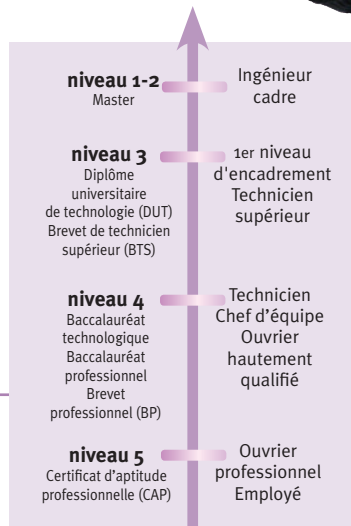 niveau 1-2
Master
Ingénieur
cadre
niveau 3
Diplôme
universitaire
de technologie (DUT)
Brevet de technicien
supérieur (BTS)
1er niveau
d'encadrement
Technicien
supérieur
niveau 4
Baccalauréat
technologique
Baccalauréat
professionnel
Brevet
professionnel (BP)
Technicien
Chef d'équipe
Ouvrier
hautement
qualifié
niveau 5
Certificat d'aptitude
professionnelle (CAP)
Ouvrier
professionnel
Employé